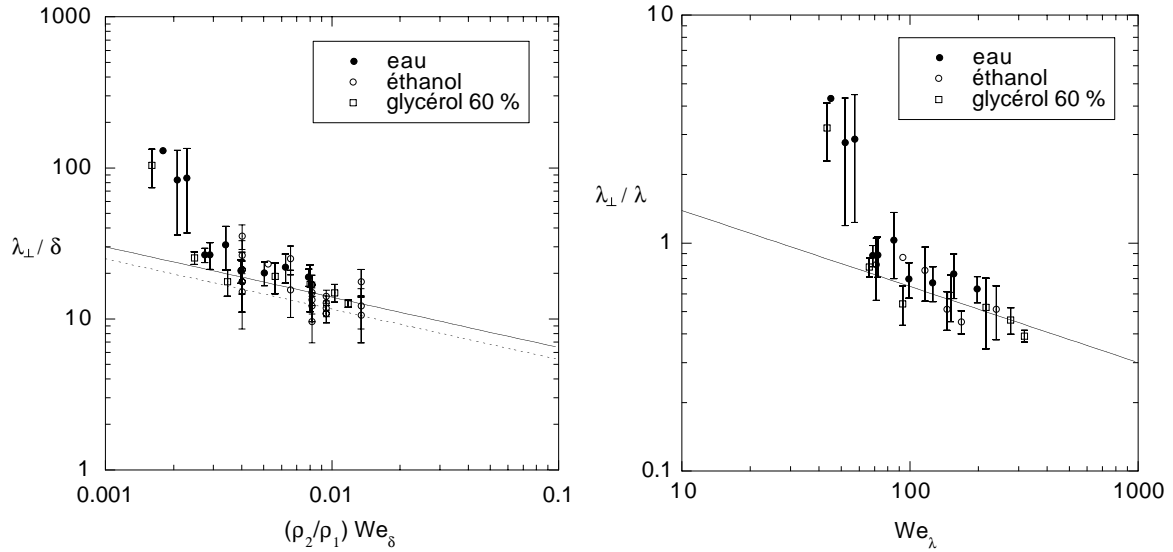 1000
100
10
1
λ⊥ / δ
0.001
0.01
0.1
(ρ2/ρ1) Weδ
eau
éthanol
glycérol 60 %
10
1
0.1
λ⊥ / λ
10
100
1000
Weλ
eau
éthanol
glycérol 60 %